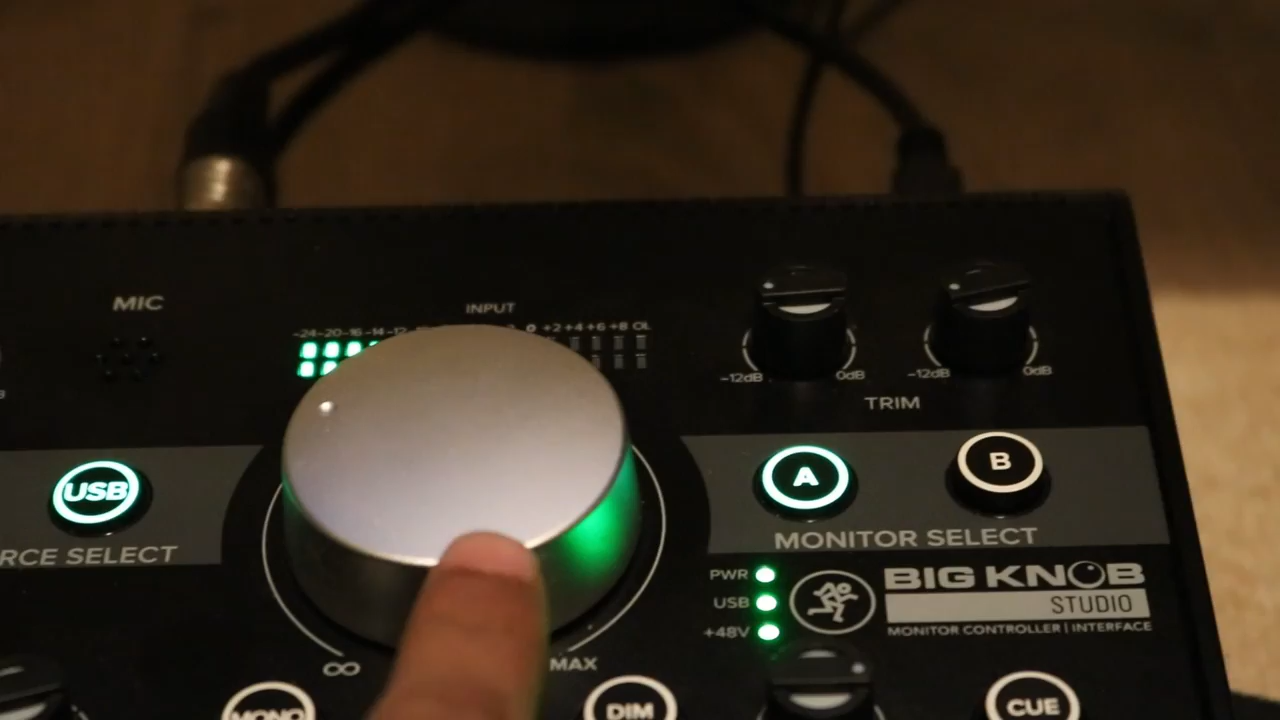 MIC
INPUT
-24 -20 -16 -14 -12
+2 +4 +6 +8 OL
-12dB 0dB
-12dB 0dB
TRIM
USB
A
B
RCE SELECT
MONITOR SELECT
PWR
USB
+48V
BIG KNOB
STUDIO
MONITOR CONTROLLER | INTERFACE
∞
MAX
MONO
DIM
CUE